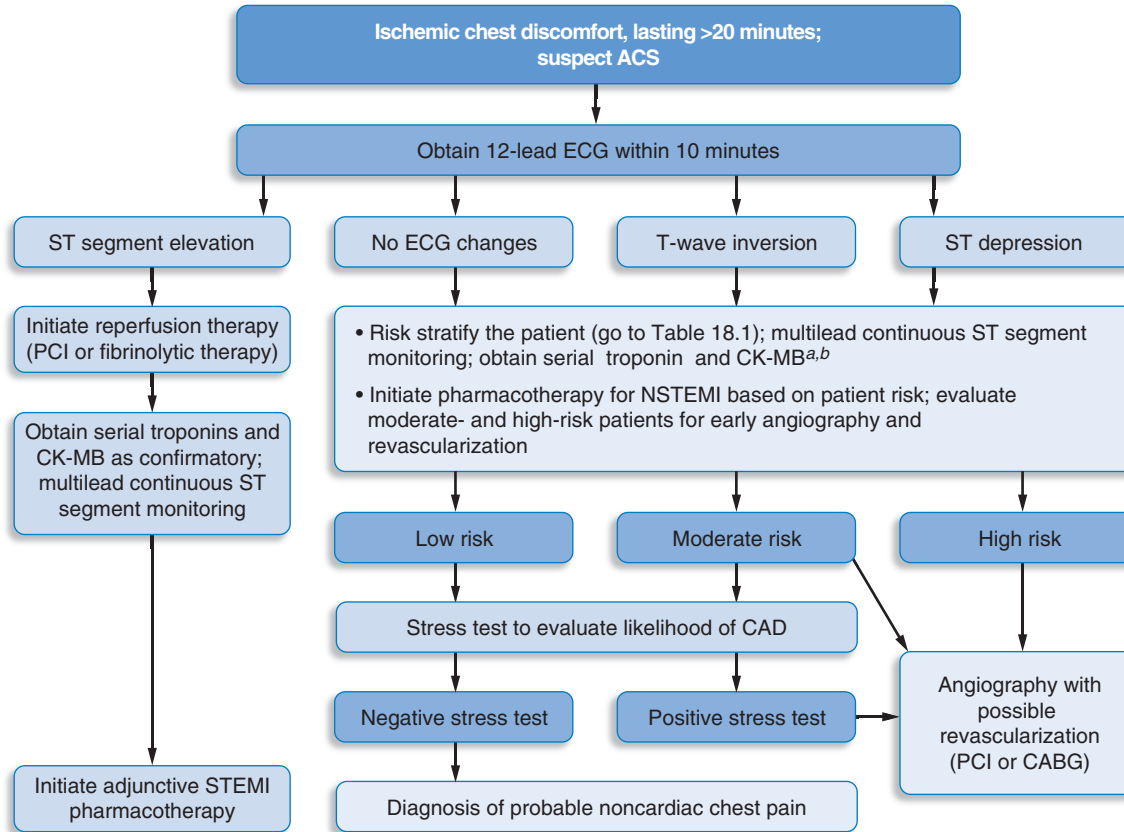 Ischemic chest discomfort, lasting >20 minutes;
suspect ACS
Obtain 12-lead ECG within 10 minutes
ST segment elevation
No ECG changes
T-wave inversion
ST depression
Initiate reperfusion therapy
(PCI or fibrinolytic therapy)
• Risk stratify the patient (go to Table 18.1); multilead continuous ST segment
monitoring; obtain serial troponin and CK-MBa,b
• Initiate pharmacotherapy for NSTEMI based on patient risk; evaluate
moderate- and high-risk patients for early angiography and
revascularization
Obtain serial troponins and
CK-MB as confirmatory;
multilead continuous ST
segment monitoring
Low risk
Moderate risk
High risk
Stress test to evaluate likelihood of CAD
Negative stress test
Positive stress test
Angiography with
possible
revascularization
(PCI or CABG)
Initiate adjunctive STEMI
pharmacotherapy
Diagnosis of probable noncardiac chest pain